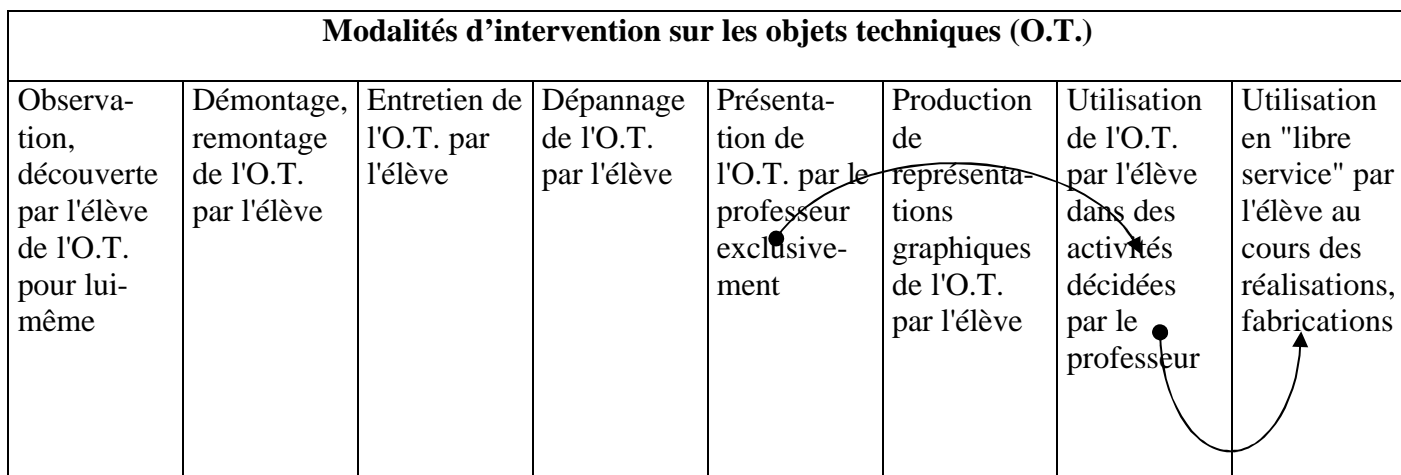 Modalités d’intervention sur les objets techniques (O.T.)
Observa-
tion,
découverte
par l'élève
de l'O.T.
pour lui-
même
Démontage,
remontage
de l'O.T.
par l'élève
Entretien de
l'O.T. par
l'élève
Dépannage
de l'O.T.
par l'élève
Présenta-
tion de
l'O.T. par le
professeur
exclusive-
ment
Production
de
représenta-
tions
graphiques
de l'O.T.
par l'élève
Utilisation
de l'O.T.
par l'élève
dans des
activités
décidées
par le
professeur
Utilisation
en "libre
service" par
l'élève au
cours des
réalisations,
fabrications